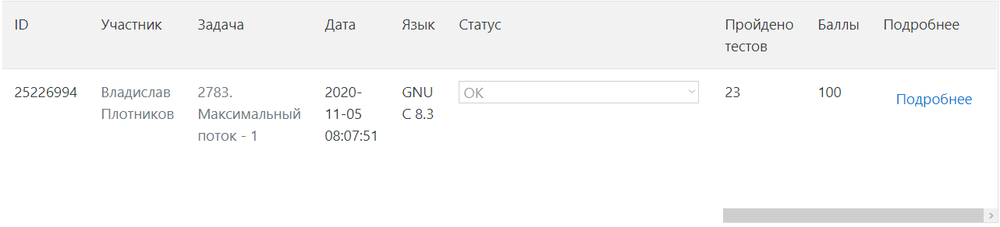 ID Участник Задача Дата Язык Статус Пройдено тестов Баллы Подробнее
25226994 Владислав Плотников 2783. Максимальный поток - 1 2020-11-05 08:07:51 GNU C 8.3 OK 23 100 Подробнее